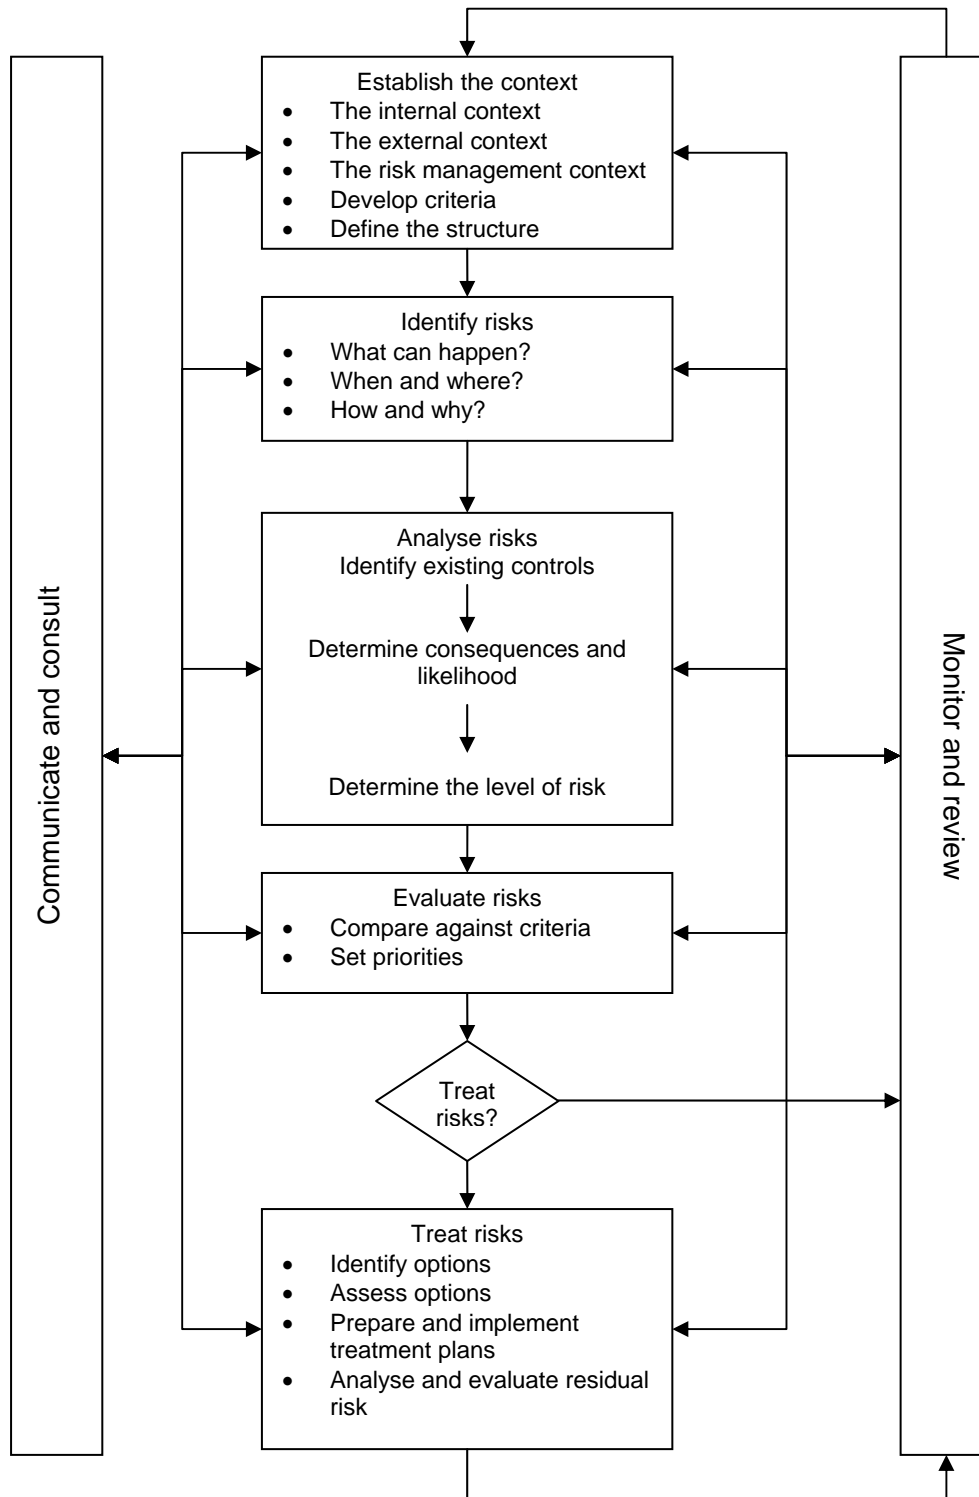 Communicate and consult
Establish the context
• The internal context
• The external context
• The risk management context
• Develop criteria
• Define the structure
Identify risks
• What can happen?
• When and where?
• How and why?
Analyse risks
Identify existing controls
Determine consequences and
likelihood
Determine the level of risk
Evaluate risks
• Compare against criteria
• Set priorities
Treat
risks?
Treat risks
• Identify options
• Assess options
• Prepare and implement
treatment plans
• Analyse and evaluate residual
risk
Monitor and review